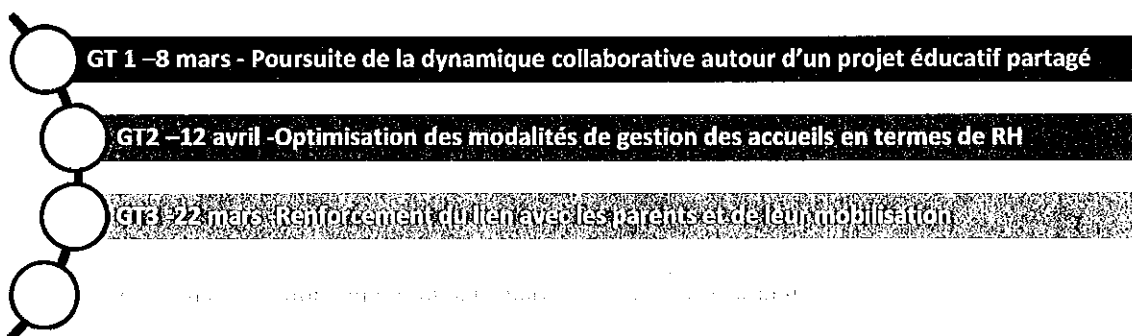 GT 1 –8 mars - Poursuite de la dynamique collaborative autour d'un projet éducatif partagé
GT2 –12 avril -Optimisation des modalités de gestion des accueils en termes de RH
GT3 -22 mars -Renforcement du lien avec les parents et de leur mobilisation